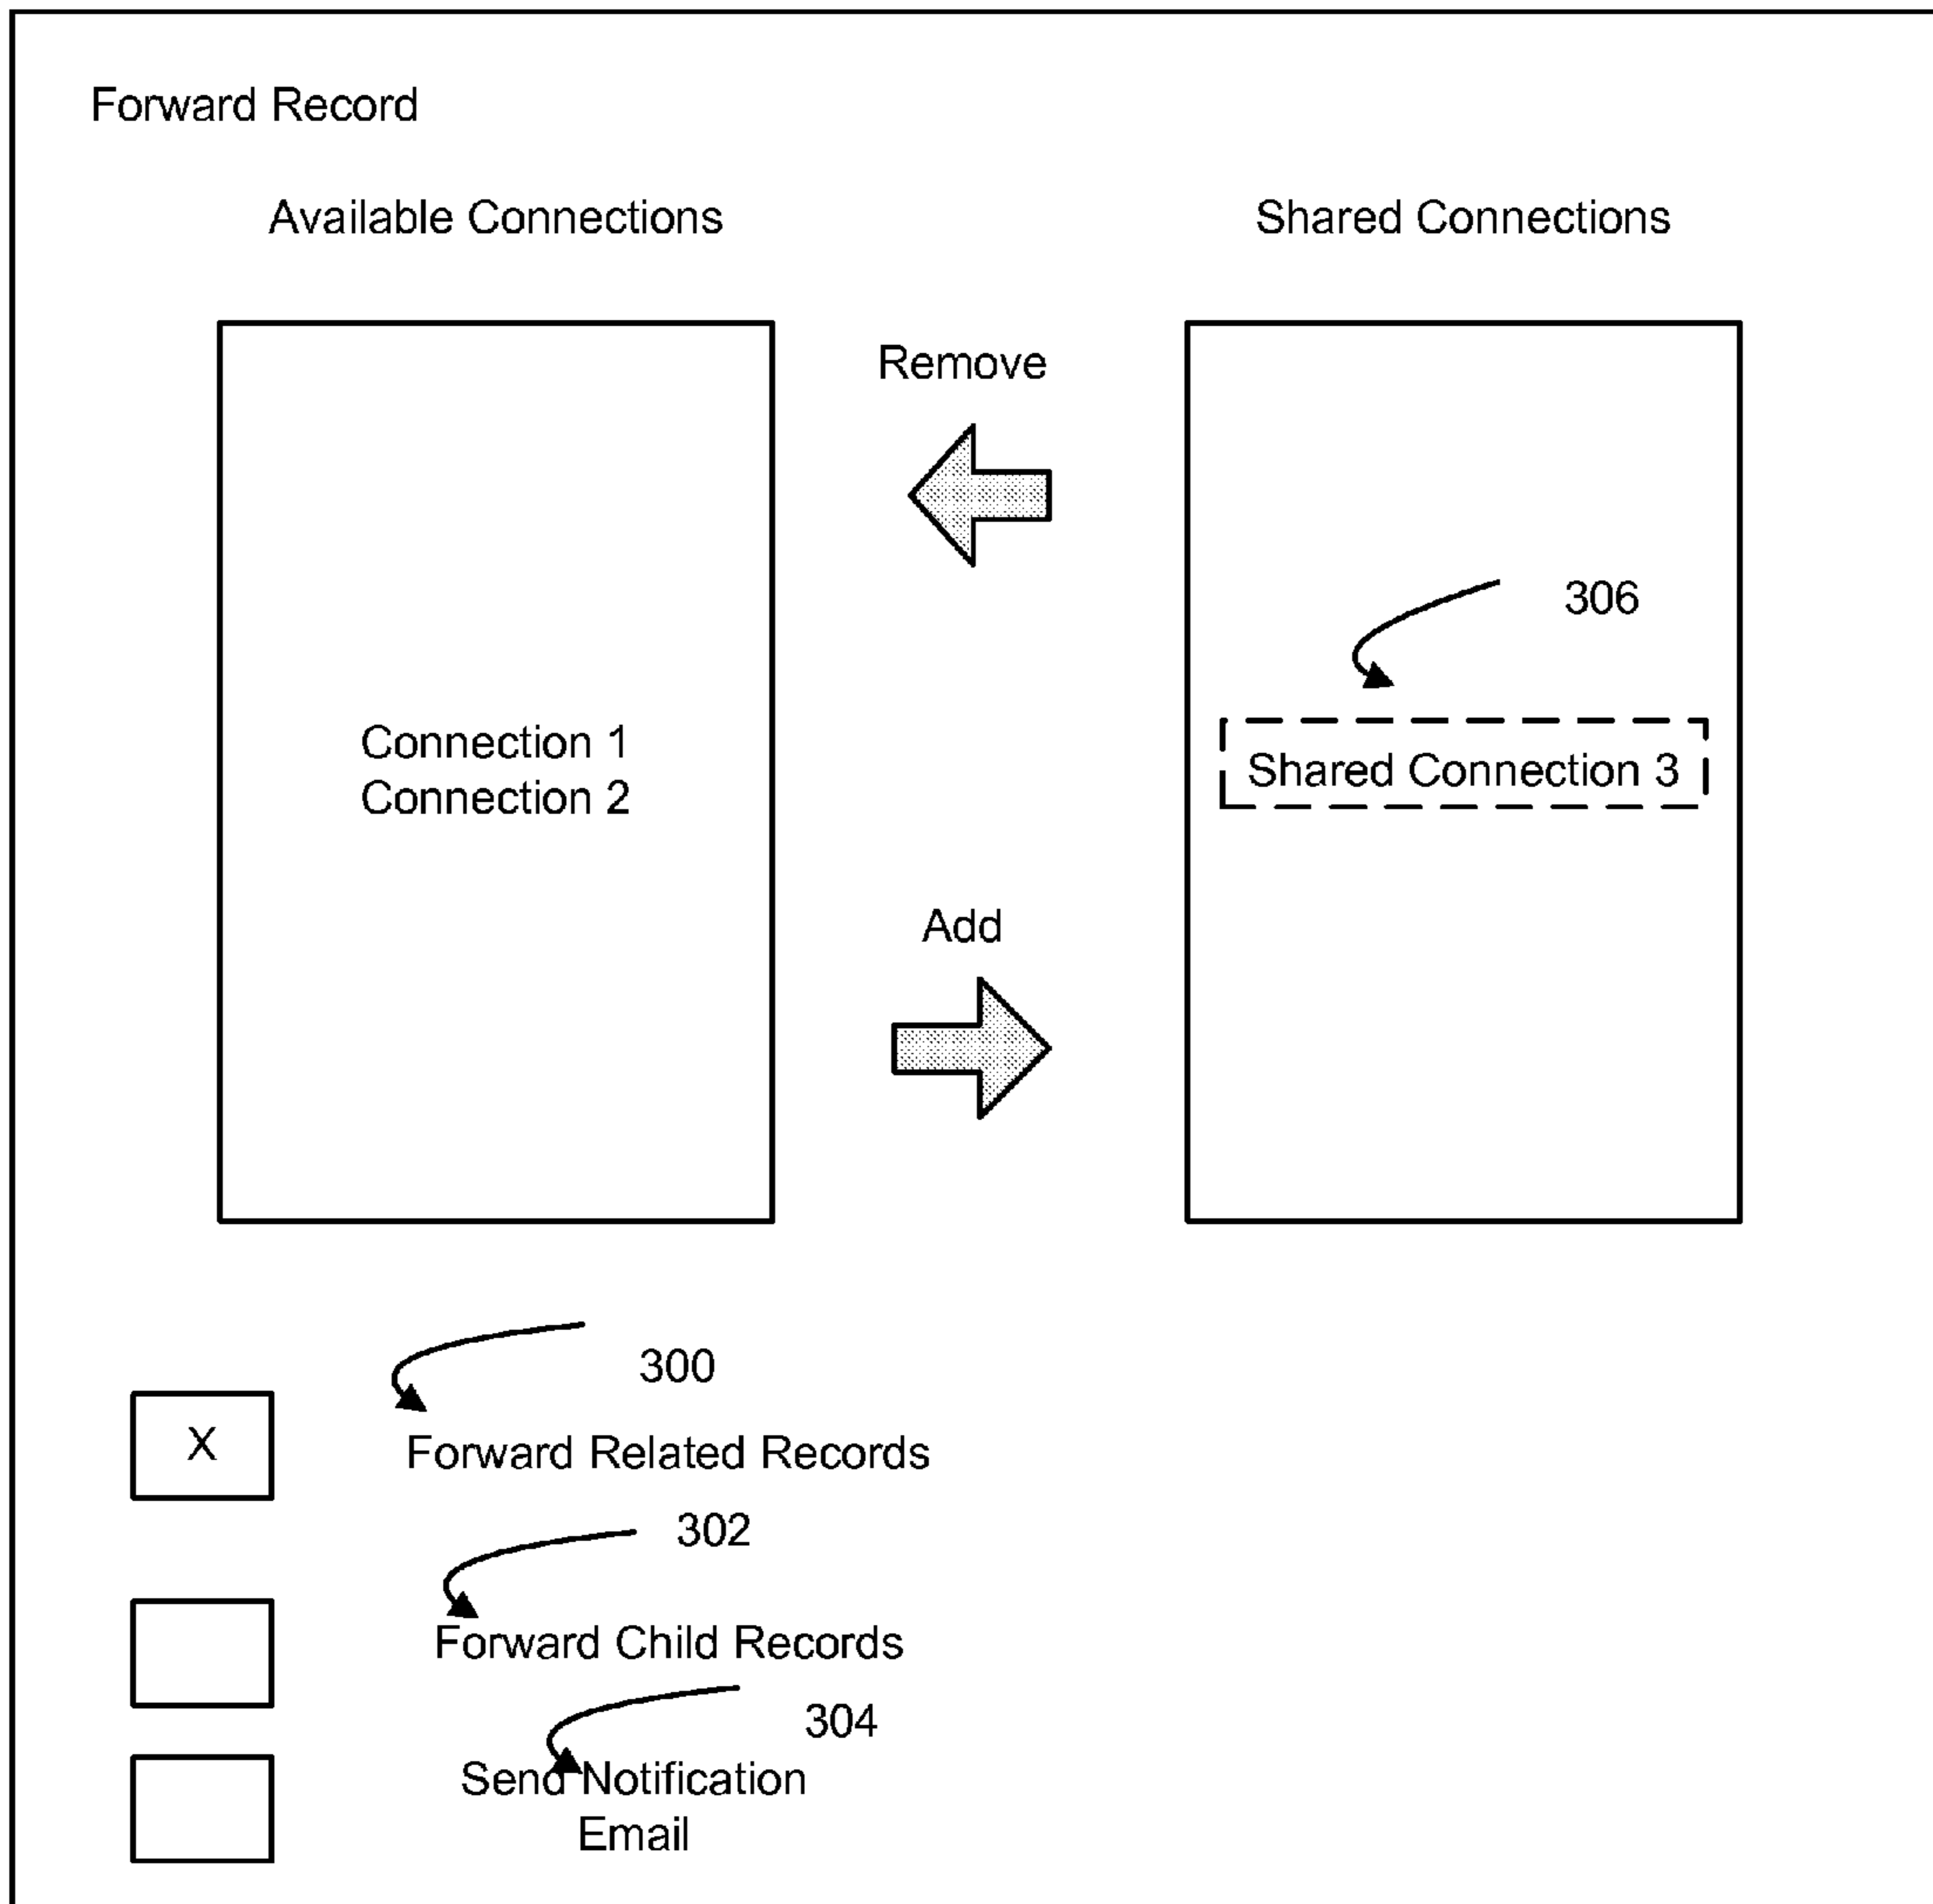 Forward Record
Available Connections
Shared Connections
Remove
306
Connection 1
Connection 2
Shared Connection 3
Add
300
X
Forward Related Records
302
Forward Child Records
304
Send Notification
Email